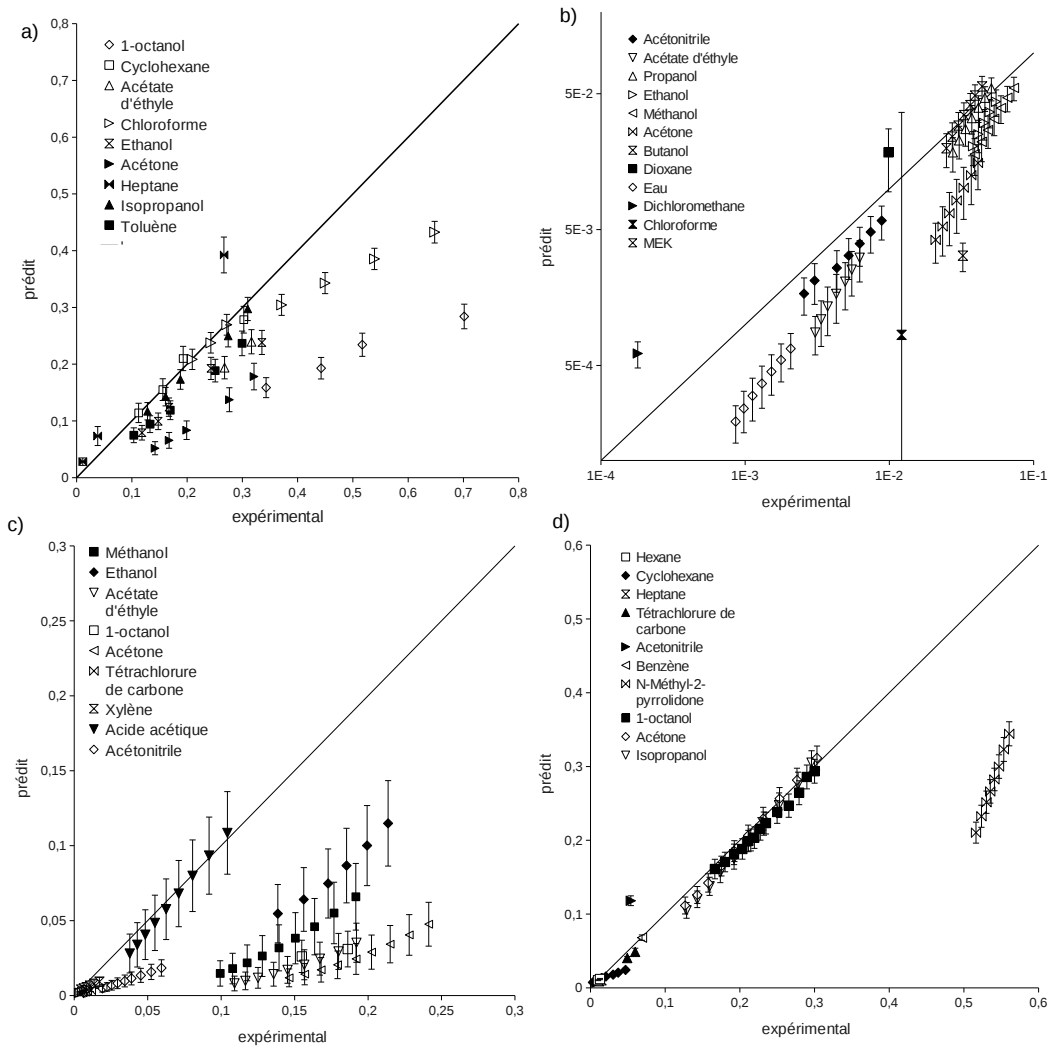 a)
0,8
0,7
0,6
0,5
0,4
0,3
0,2
0,1
0
prédit
1-octanol
Cyclohexane
Acétate
d'éthyle
Chloroforme
Ethanol
Acétone
Heptane
Isopropanol
Toluène
0 0,1 0,2 0,3 0,4 0,5 0,6 0,7 0,8
expérimental
b)
5E-2
5E-3
5E-4
prédit
Acétonitrile
Acétate d'éthyle
Propanol
Ethanol
Méthanol
Acétone
Butanol
Dioxane
Eau
Dichloromethane
Chloroforme
MEK
1E-4 1E-3 1E-2 1E-1
expérimental
c)
0,3
0,25
0,2
0,15
0,1
0,05
0
prédit
Méthanol
Ethanol
Acétate
d'éthyle
1-octanol
Acétone
Tétrachlorure
de carbone
Xylène
Acide acétique
Acétonitrile
0 0,05 0,1 0,15 0,2 0,25 0,3
expérimental
d)
0,6
0,5
0,4
0,3
0,2
0,1
0
prédit
Hexane
Cyclohexane
Heptane
Tétrachlorure de
carbone
Acetonitrile
Benzène
N-Méthyl-2-
pyrrolidone
1-octanol
Acétone
Isopropanol
0 0,1 0,2 0,3 0,4 0,5 0,6
expérimental